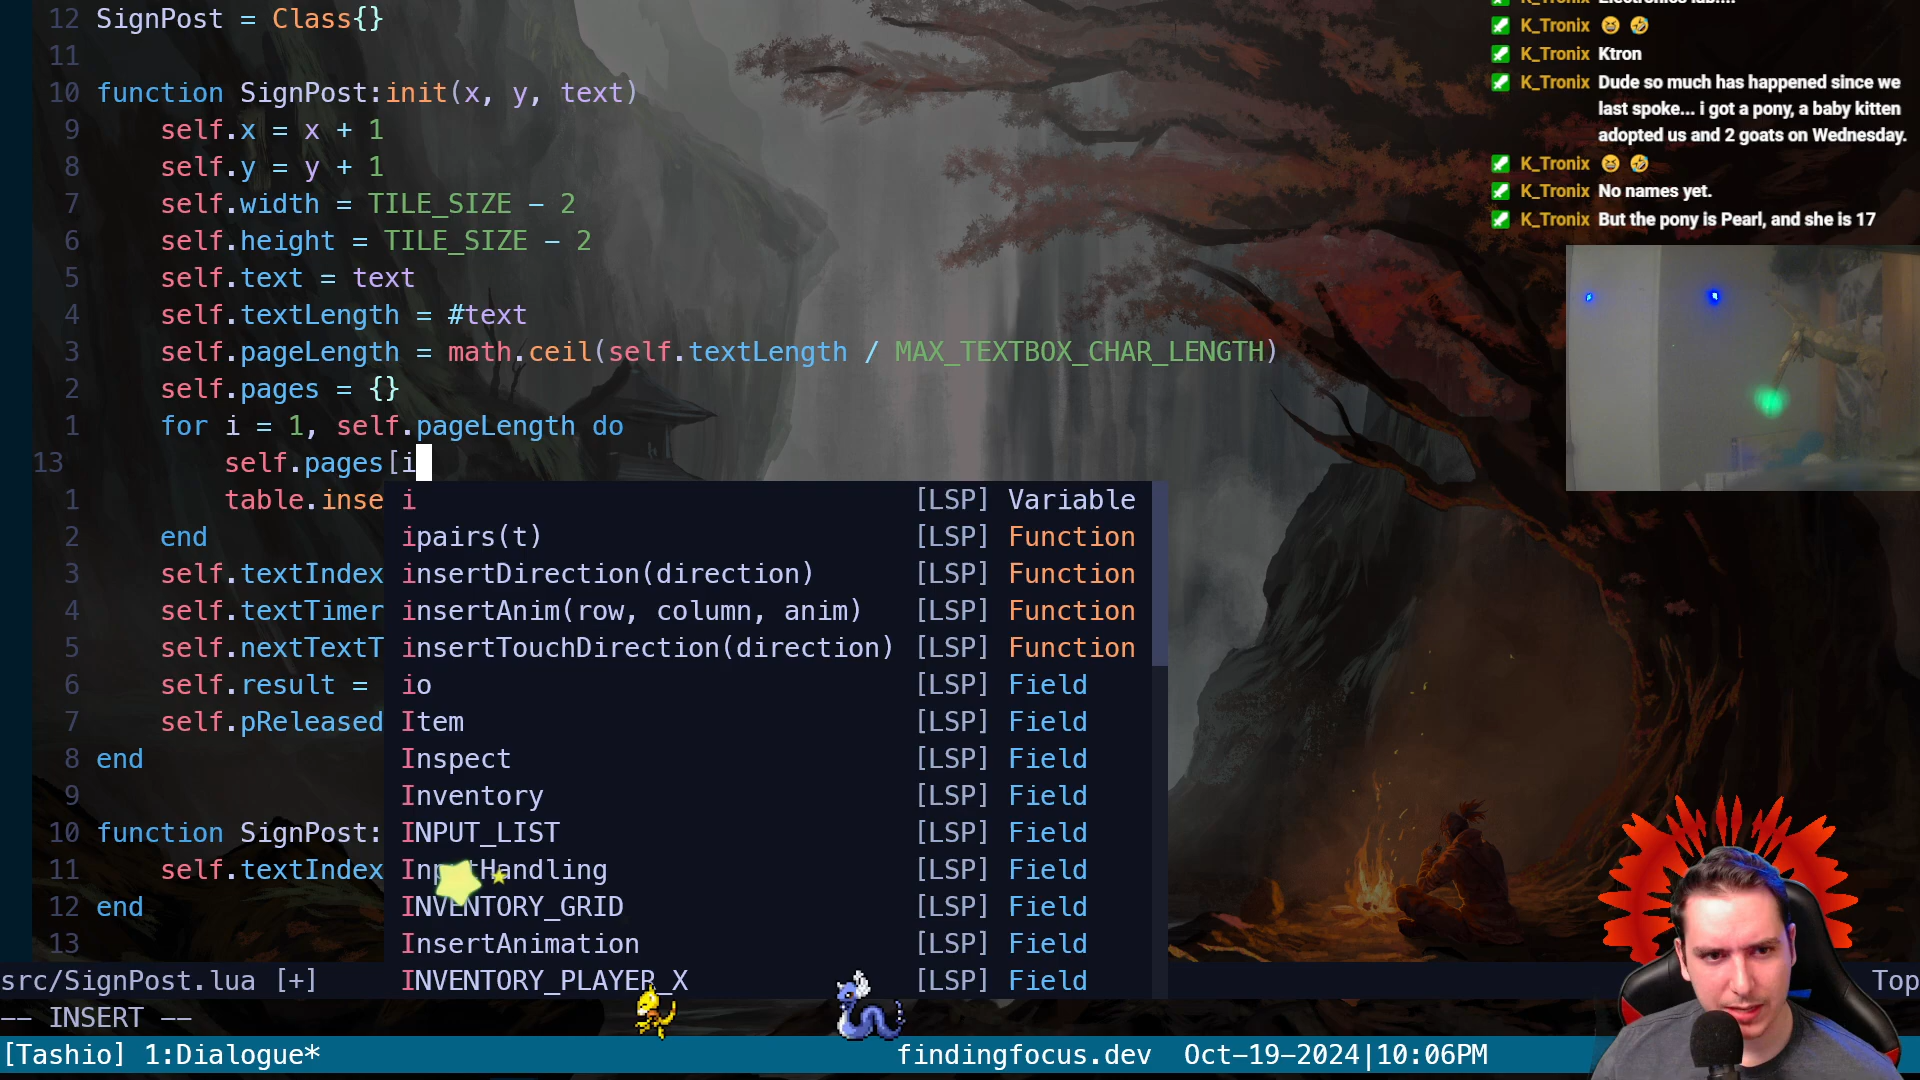 12 SignPost = Class{}
11
10 function SignPost:init(x, y, text)
9 self.x = x + 1
8 self.y = y + 1
7 self.width = TILE_SIZE - 2
6 self.height = TILE_SIZE - 2
5 self.text = text
4 self.textLength = #text
3 self.pageLength = math.ceil(self.textLength / MAX_TEXTBOX_CHAR_LENGTH)
2 self.pages = {}
1 for i = 1, self.pageLength do
13 self.pages[i
1 table.inse
2 end
3 self.textIndex
4 self.textTimer
5 self.nextTextT
6 self.result =
7 self.pReleased
8 end
9
10 function SignPost:
11 self.textIndex
12 end
13
i [LSP] Variable
ipairs(t) [LSP] Function
insertDirection(direction) [LSP] Function
insertAnim(row, column, anim) [LSP] Function
insertTouchDirection(direction) [LSP] Function
io [LSP] Field
Item [LSP] Field
Inspect [LSP] Field
Inventory [LSP] Field
INPUT_LIST [LSP] Field
InputHandling [LSP] Field
INVENTORY_GRID [LSP] Field
InsertAnimation [LSP] Field
INVENTORY_PLAYER_X [LSP] Field
src/SignPost.lua [+] Top
-- INSERT --
[Tashio] 1:Dialogue* findingfocus.dev Oct-19-2024|10:06PM
K_Tronix 😆 🤣
K_Tronix Ktron
K_Tronix Dude so much has happened since we
last spoke... i got a pony, a baby kitten
adopted us and 2 goats on Wednesday.
K_Tronix 😆 🤣
K_Tronix No names yet.
K_Tronix But the pony is Pearl, and she is 17